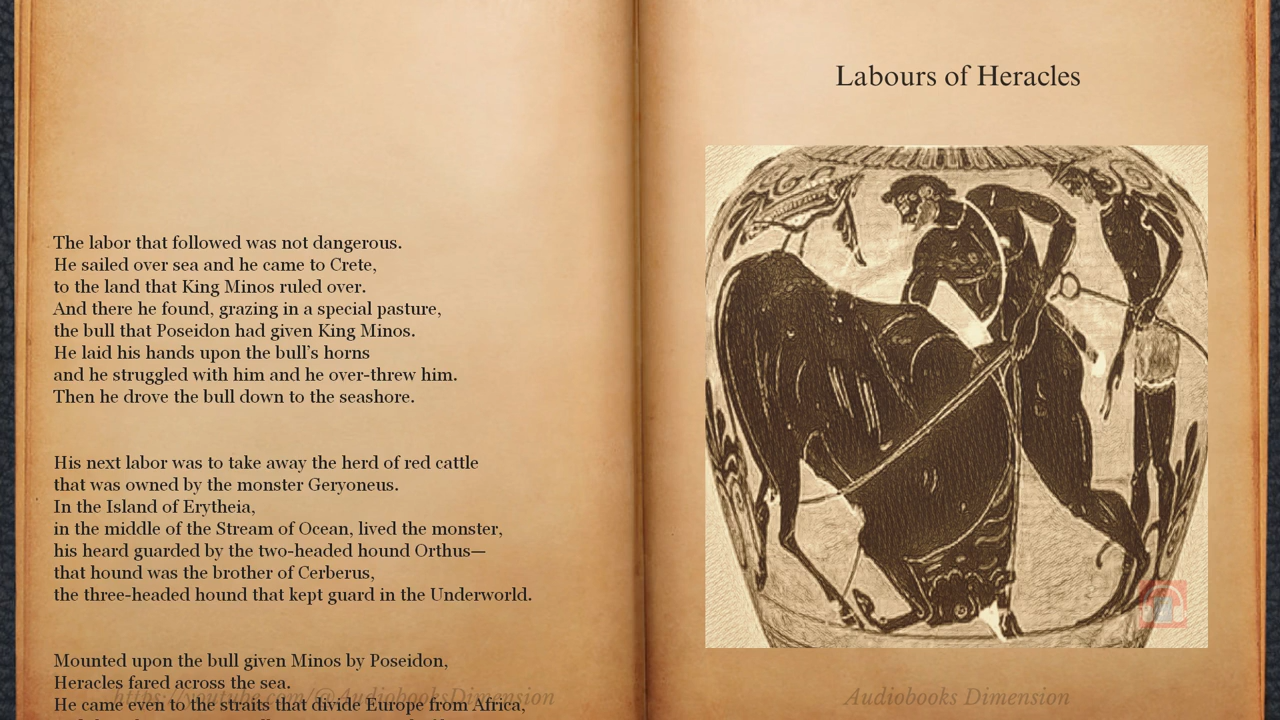 The labor that followed was not dangerous.
He sailed over sea and he came to Crete,
to the land that King Minos ruled over.
And there he found, grazing in a special pasture,
the bull that Poseidon had given King Minos.
He laid his hands upon the bull’s horns
and he struggled with him and he over-threw him.
Then he drove the bull down to the seashore.
His next labor was to take away the herd of red cattle
that was owned by the monster Geryoneus.
In the Island of Erytheia,
in the middle of the Stream of Ocean, lived the monster,
his heard guarded by the two-headed hound Orthus—
that hound was the brother of Cerberus,
the three-headed hound that kept guard in the Underworld.
Mounted upon the bull given Minos by Poseidon,
Heracles fared across the sea.
He came even to the straits that divide Europe from Africa,
https://youtube.com/@AudiobooksDimension
Labours of Heracles
Audiobooks Dimension